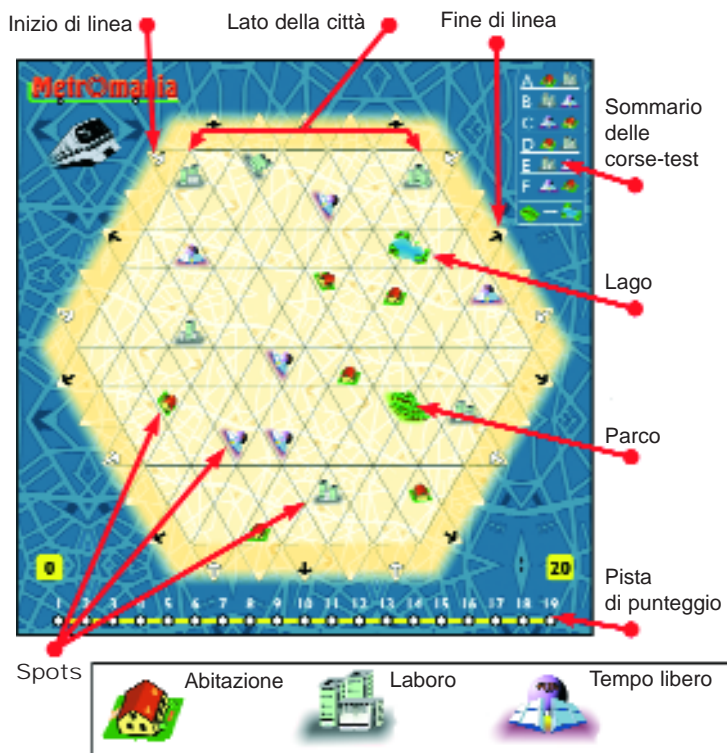 Inizio di linea
Lato della città
Fine di linea
Metromania
A
B
C
D
E
F
Sommario
delle
corse-test
Lago
Parco
0
20
1 2 3 4 5 6 7 8 9 10 11 12 13 14 15 16 17 18 19
Pista
di punteggio
Spots
Abitazione
Laboro
Tempo libero